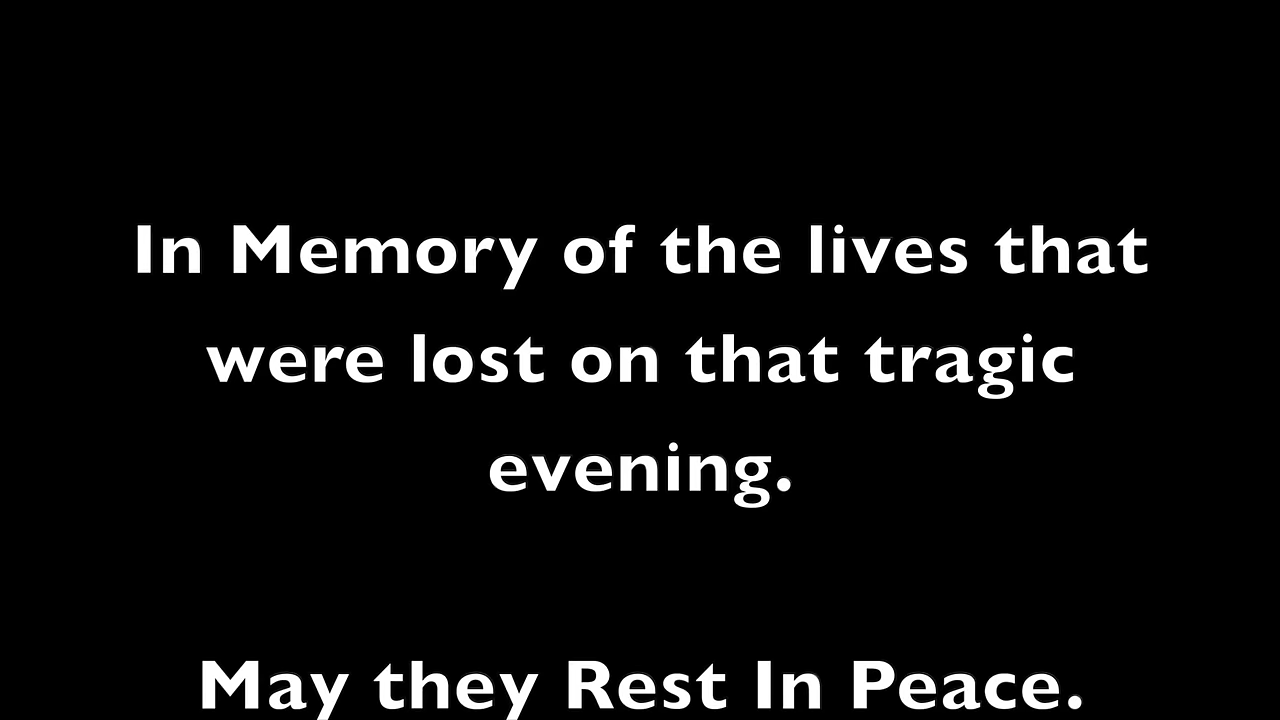 In Memory of the lives that
were lost on that tragic
evening.
May they Rest In Peace.